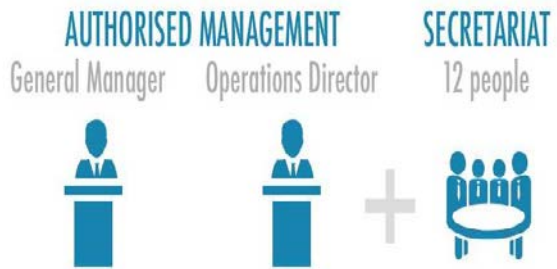 AUTHORISED MANAGEMENT
General Manager
Operations Director
SECRETARIAT
12 people